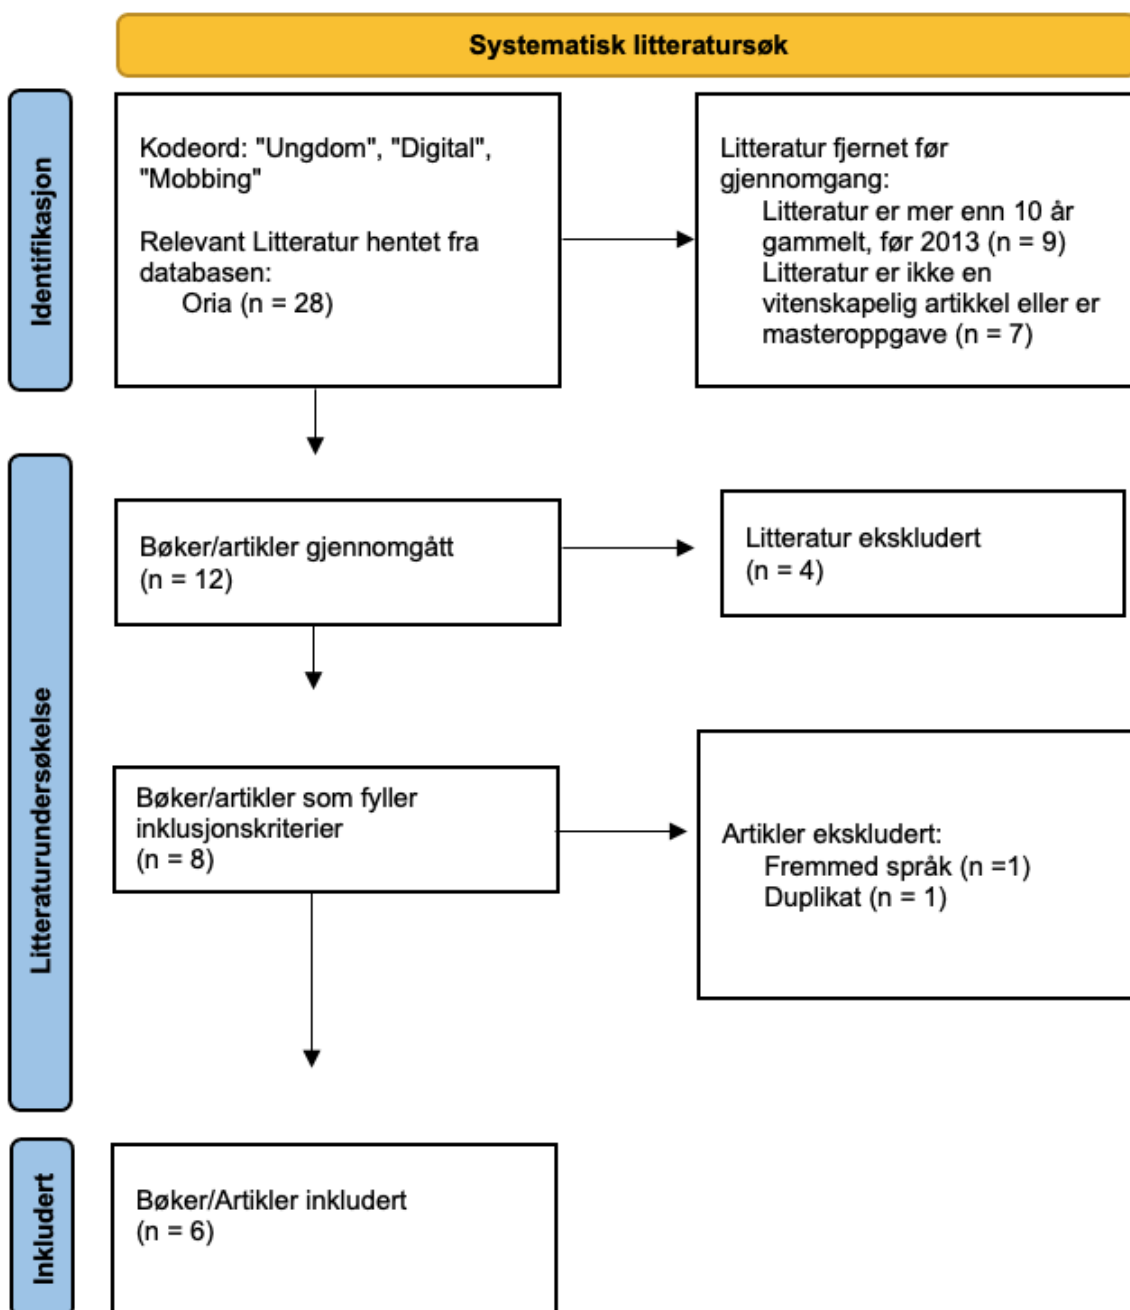 Systematisk litteratursøk
Identifikasjon
Kodeord: "Ungdom", "Digital",
"Mobbing"
Relevant Litteratur hentet fra
databasen:
Oria (n = 28)
Litteratur fjernet før
gjennomgang:
Litteratur er mer enn 10 år
gammelt, før 2013 (n = 9)
Litteratur er ikke en
vitenskapelig artikkel eller er
masteroppgave (n = 7)
Litteraturundersøkelse
Bøker/artikler gjennomgått
(n = 12)
Litteratur ekskludert
(n = 4)
Bøker/artikler som fyller
inklusjonskriterier
(n = 8)
Artikler ekskludert:
Fremmed språk (n =1)
Duplikat (n = 1)
Inkludert
Bøker/Artikler inkludert
(n = 6)